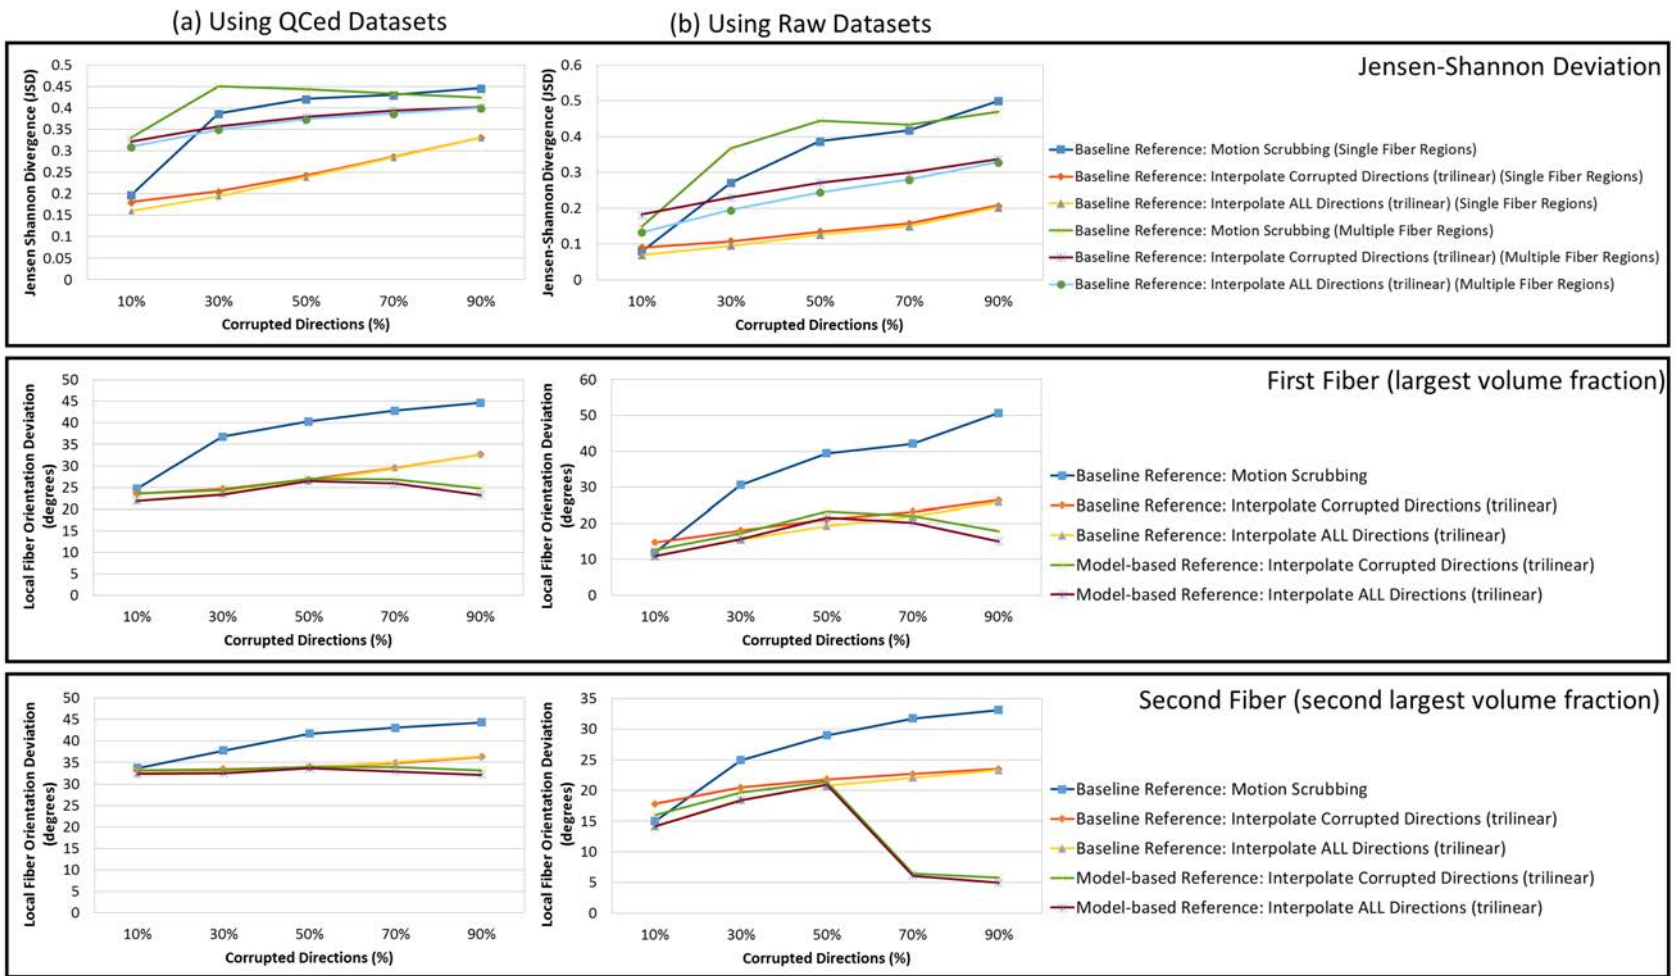 (a) Using QCed Datasets
(b) Using Raw Datasets
Jensen-Shannon Deviation
Jensen Shannon Divergence (JSD)
0.5
0.45
0.4
0.35
0.3
0.25
0.2
0.15
0.1
0.05
0
10% 30% 50% 70% 90%
Corrupted Directions (%)
Jensen-Shannon Divergence (JSD)
0.6
0.5
0.4
0.3
0.2
0.1
0
10% 30% 50% 70% 90%
Corrupted Directions (%)
Baseline Reference: Motion Scrubbing (Single Fiber Regions)
Baseline Reference: Interpolate Corrupted Directions (trilinear) (Single Fiber Regions)
Baseline Reference: Interpolate ALL Directions (trilinear) (Single Fiber Regions)
Baseline Reference: Motion Scrubbing (Multiple Fiber Regions)
Baseline Reference: Interpolate Corrupted Directions (trilinear) (Multiple Fiber Regions)
Baseline Reference: Interpolate ALL Directions (trilinear) (Multiple Fiber Regions)
First Fiber (largest volume fraction)
Local Fiber Orientation Deviation
(degrees)
50
45
40
35
30
25
20
15
10
5
0
10% 30% 50% 70% 90%
Corrupted Directions (%)
Local Fiber Orientation Deviation
(degrees)
60
50
40
30
20
10
0
10% 30% 50% 70% 90%
Corrupted Directions (%)
Baseline Reference: Motion Scrubbing
Baseline Reference: Interpolate Corrupted Directions (trilinear)
Baseline Reference: Interpolate ALL Directions (trilinear)
Model-based Reference: Interpolate Corrupted Directions (trilinear)
Model-based Reference: Interpolate ALL Directions (trilinear)
Second Fiber (second largest volume fraction)
Local Fiber Orientation Deviation
(degrees)
50
45
40
35
30
25
20
15
10
5
0
10% 30% 50% 70% 90%
Corrupted Directions (%)
Local Fiber Orientation Deviation
(degrees)
35
30
25
20
15
10
5
0
10% 30% 50% 70% 90%
Corrupted Directions (%)
Baseline Reference: Motion Scrubbing
Baseline Reference: Interpolate Corrupted Directions (trilinear)
Baseline Reference: Interpolate ALL Directions (trilinear)
Model-based Reference: Interpolate Corrupted Directions (trilinear)
Model-based Reference: Interpolate ALL Directions (trilinear)